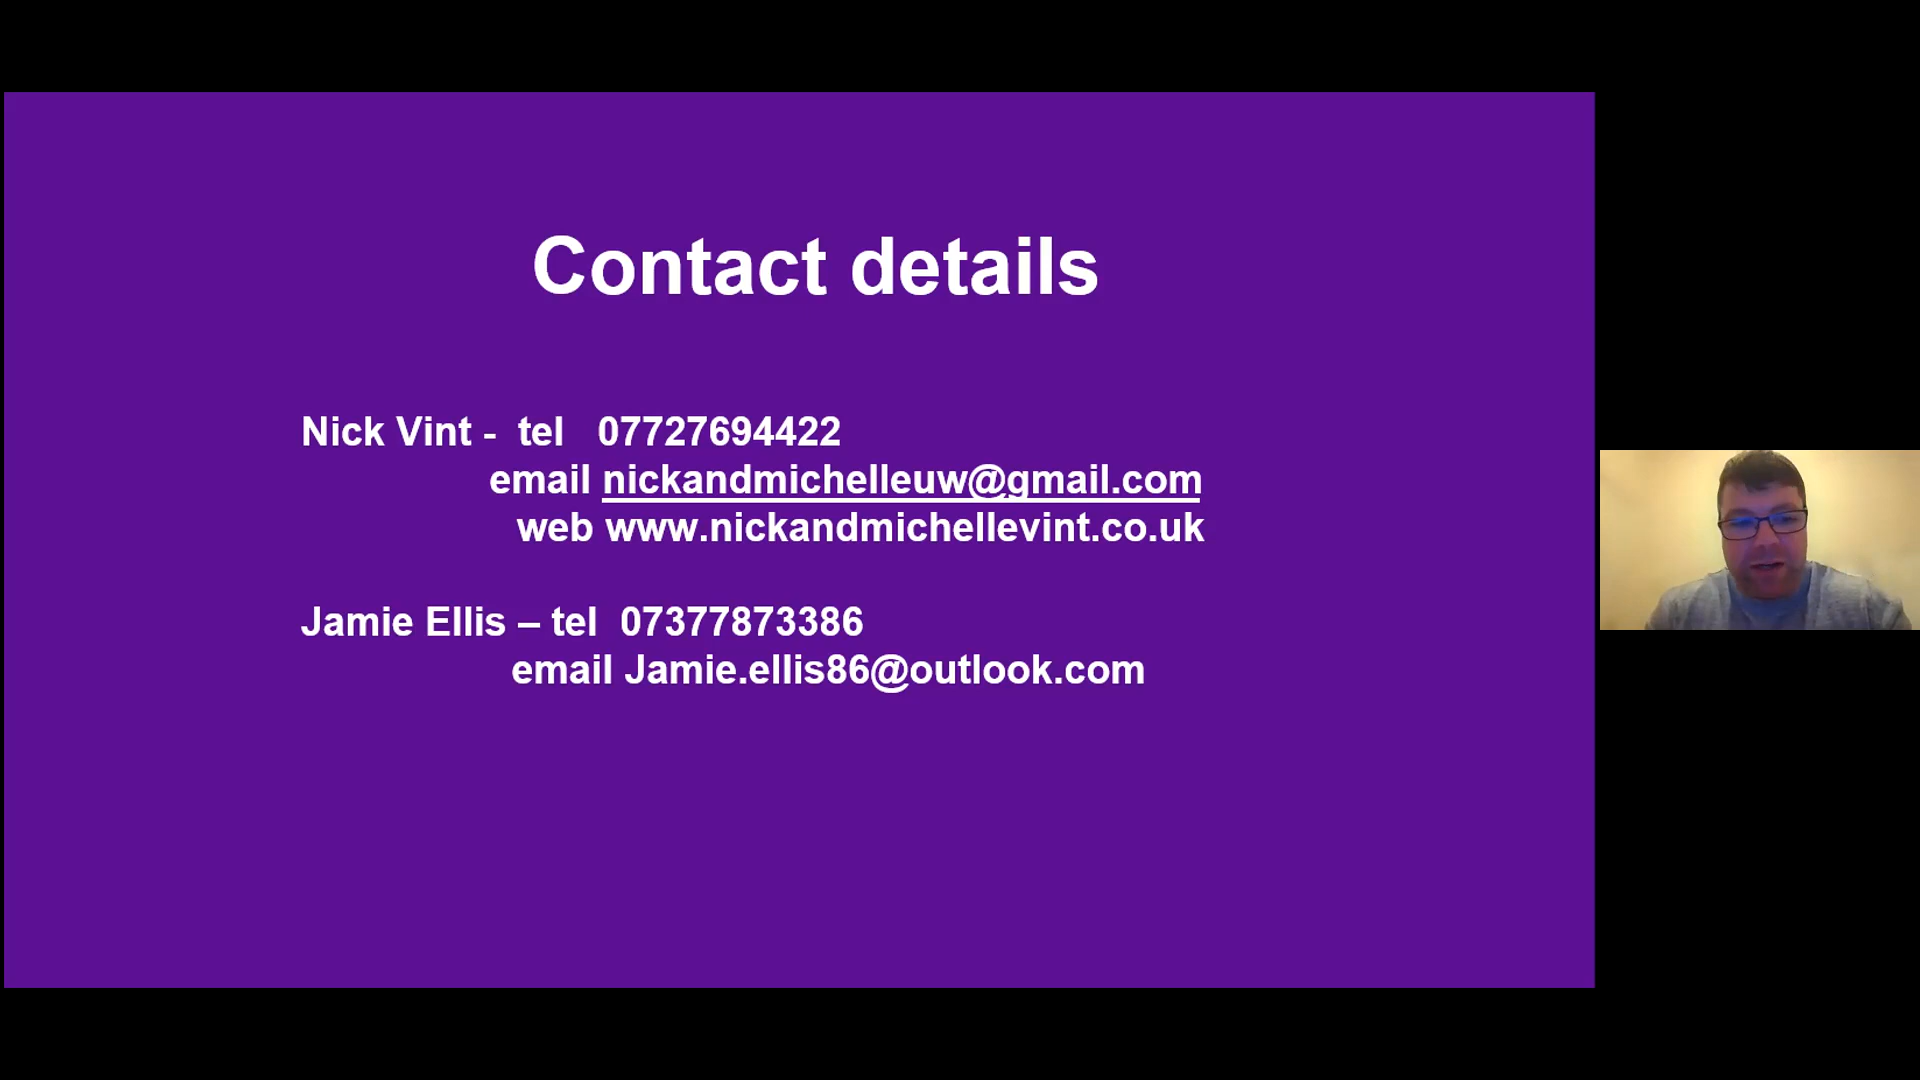 Contact details
Nick Vint - tel 07727694422
email nickandmichelleuw@gmail.com
web www.nickandmichellevint.co.uk
Jamie Ellis – tel 07377873386
email Jamie.ellis86@outlook.com